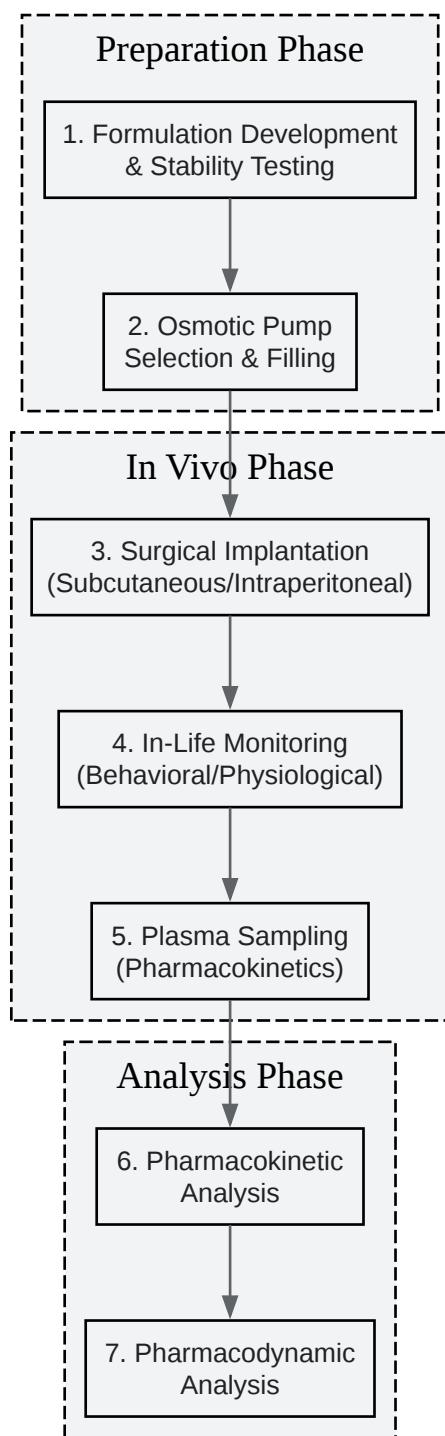 Preparation Phase
1. Formulation Development
& Stability Testing
2. Osmotic Pump
Selection & Filling
In Vivo Phase
3. Surgical Implantation
(Subcutaneous/Intraperitoneal)
4. In-Life Monitoring
(Behavioral/Physiological)
5. Plasma Sampling
(Pharmacokinetics)
Analysis Phase
6. Pharmacokinetic
Analysis
7. Pharmacodynamic
Analysis